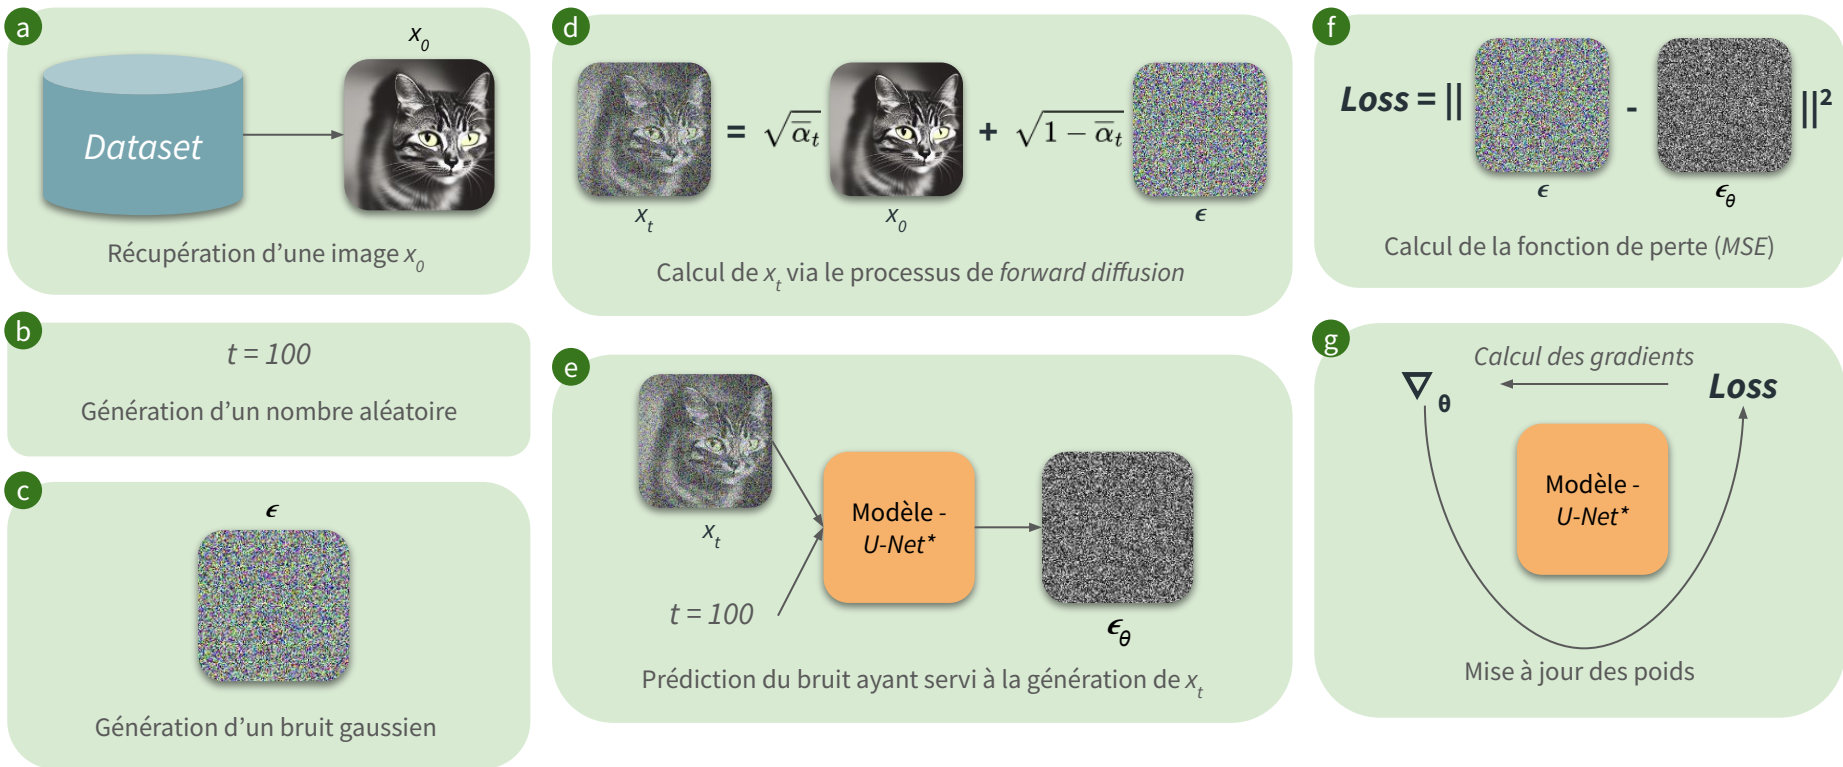 a
x₀
Dataset
Récupération d'une image x₀
b
t = 100
Génération d'un nombre aléatoire
c
ϵ
Génération d'un bruit gaussien
d
= √ᾱₜ + √1 − ᾱₜ
xₜ x₀ ϵ
Calcul de xₜ via le processus de forward diffusion
e
xₜ
t = 100
Modèle -
U-Net*
ϵ_θ
Prédiction du bruit ayant servi à la génération de xₜ
f
Loss = || - ||²
ϵ ϵ_θ
Calcul de la fonction de perte (MSE)
g
Calcul des gradients
∇_θ Loss
Modèle -
U-Net*
Mise à jour des poids